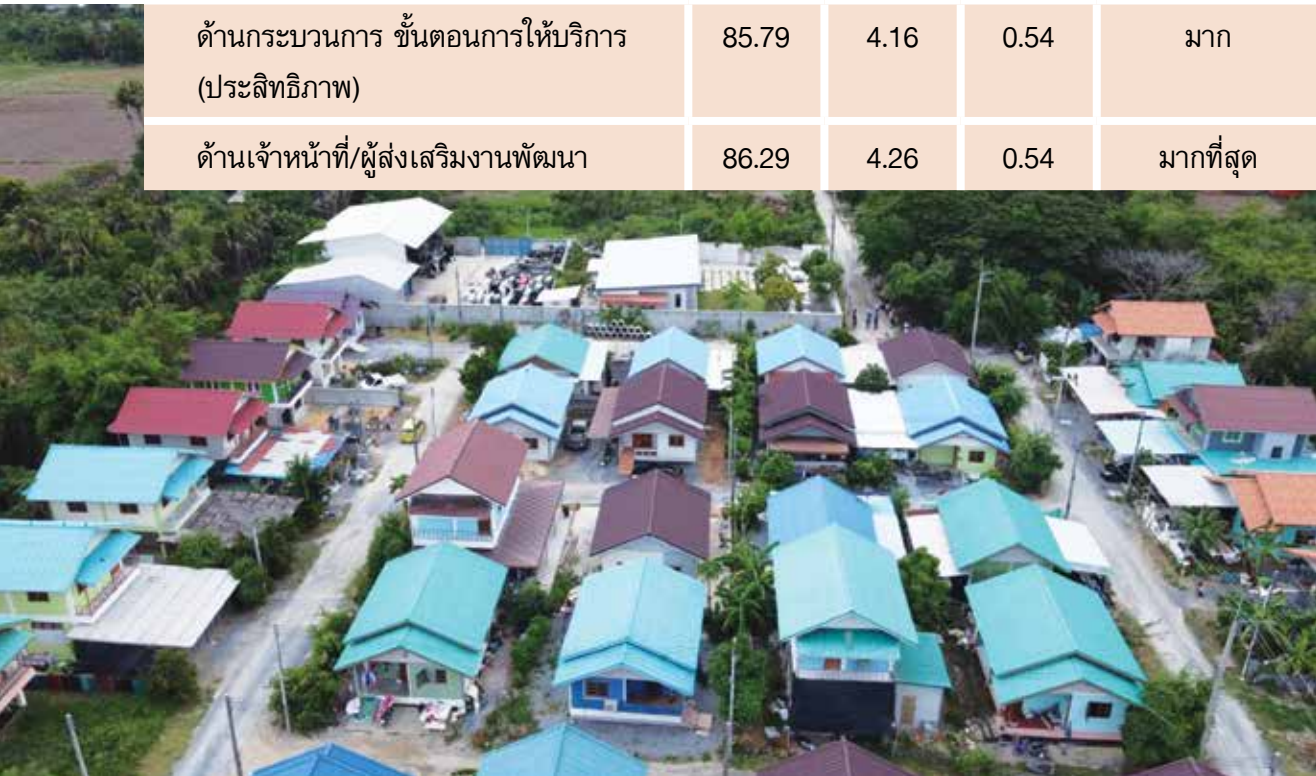 ด้านกระบวนการ ขั้นตอนการให้บริการ 85.79 4.16 0.54 มาก
(ประสิทธิภาพ)
ด้านเจ้าหน้าที่/ผู้ส่งเสริมงานพัฒนา 86.29 4.26 0.54 มากที่สุด